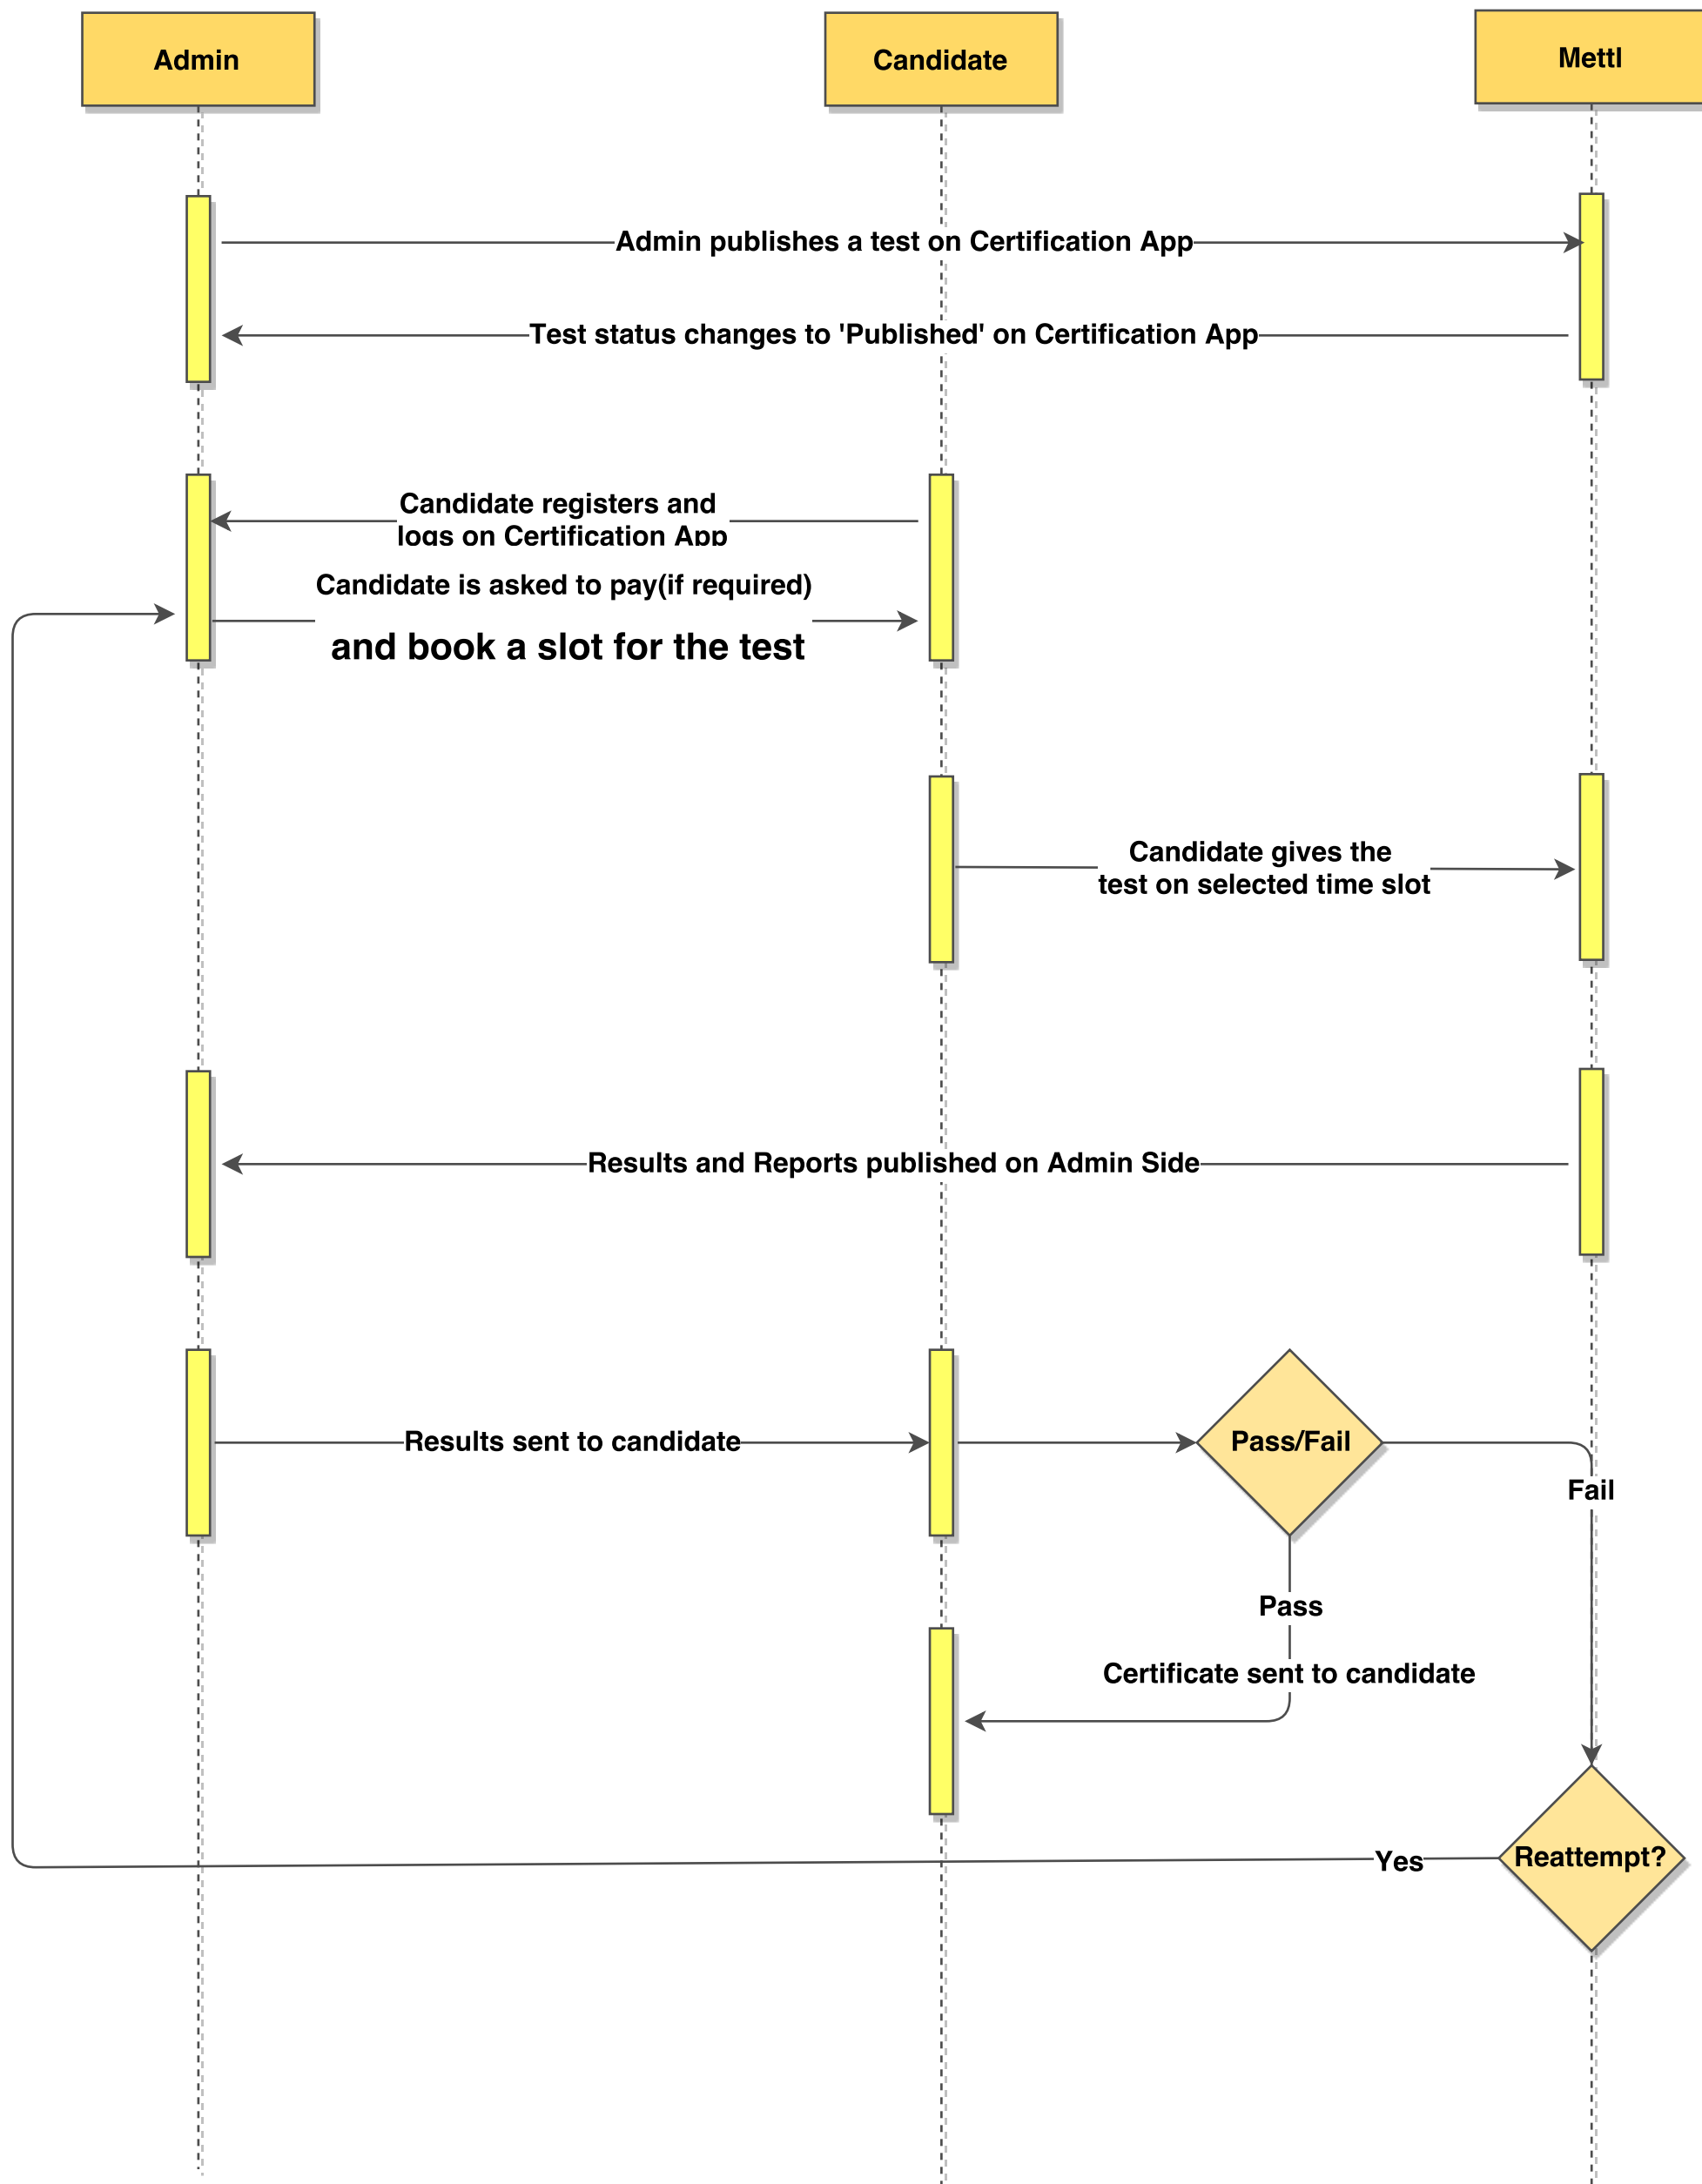 Admin
Candidate
Mettl
Admin publishes a test on Certification App
Test status changes to 'Published' on Certification App
Candidate registers and
logs on Certification App
Candidate is asked to pay(if required)
and book a slot for the test
Candidate gives the
test on selected time slot
Results and Reports published on Admin Side
Results sent to candidate
Pass/Fail
Fail
Pass
Certificate sent to candidate
Yes
Reattempt?